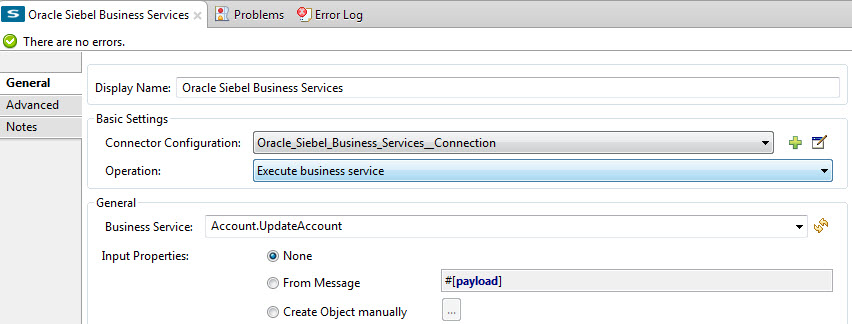 S Oracle Siebel Business Services Problems Error Log
There are no errors.
General
Advanced
Notes
Display Name: Oracle Siebel Business Services
Basic Settings
Connector Configuration: Oracle_Siebel_Business_Services__Connection
Operation: Execute business service
General
Business Service: Account.UpdateAccount
Input Properties: None
From Message #[payload]
Create Object manually ...